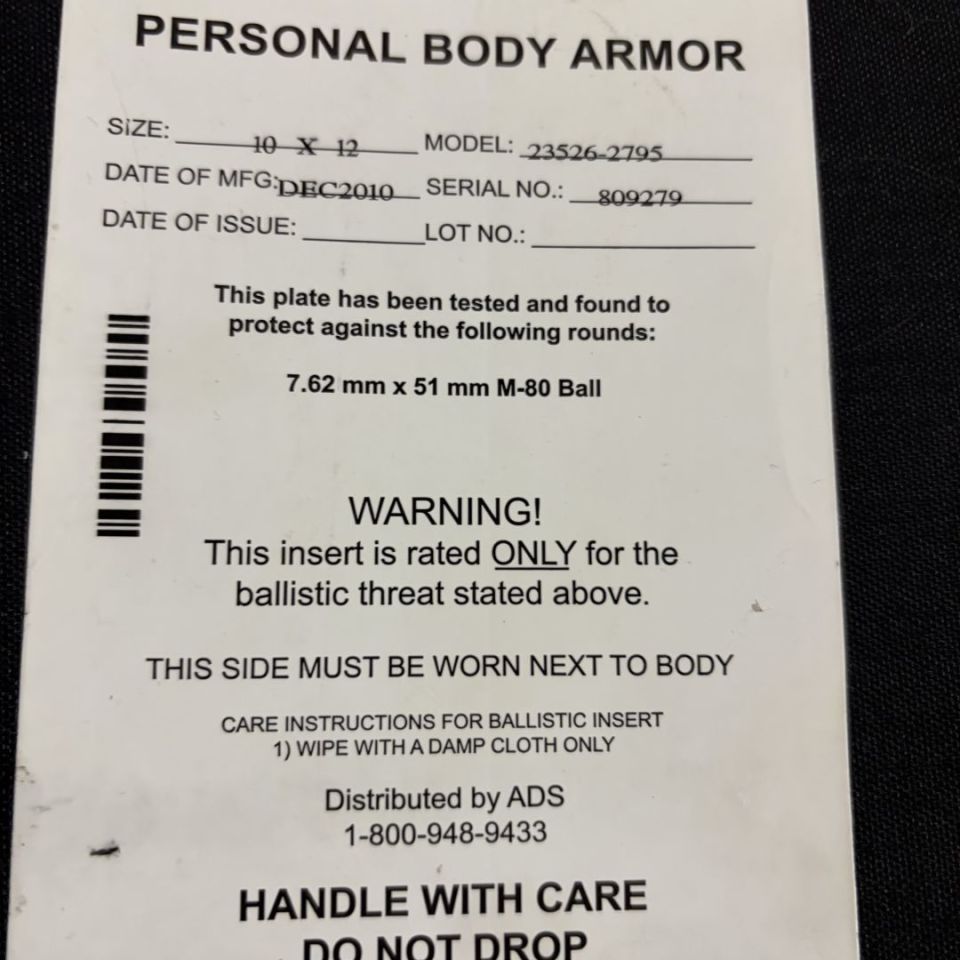 PERSONAL BODY ARMOR
SIZE: 10 X 12 MODEL: 23526-2795
DATE OF MFG: DEC2010 SERIAL NO.: 809279
DATE OF ISSUE: LOT NO.:
This plate has been tested and found to
protect against the following rounds:
7.62 mm x 51 mm M-80 Ball
WARNING!
This insert is rated ONLY for the
ballistic threat stated above.
THIS SIDE MUST BE WORN NEXT TO BODY
CARE INSTRUCTIONS FOR BALLISTIC INSERT
1) WIPE WITH A DAMP CLOTH ONLY
Distributed by ADS
1-800-948-9433
HANDLE WITH CARE
DO NOT DROP